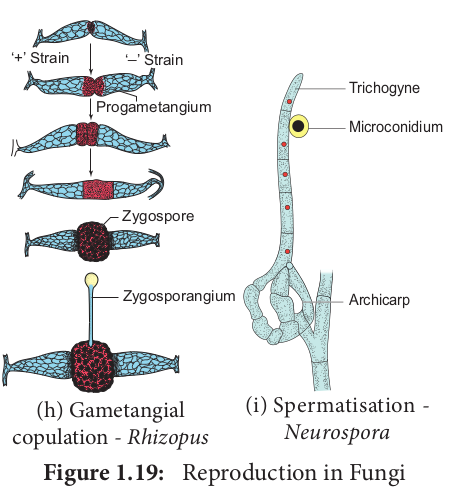 '+' Strain
'–' Strain
Progametangium
Zygospore
Zygosporangium
(h) Gametangial
copulation - Rhizopus
Trichogyne
Microconidium
Archicarp
(i) Spermatisation -
Neurospora
Figure 1.19: Reproduction in Fungi